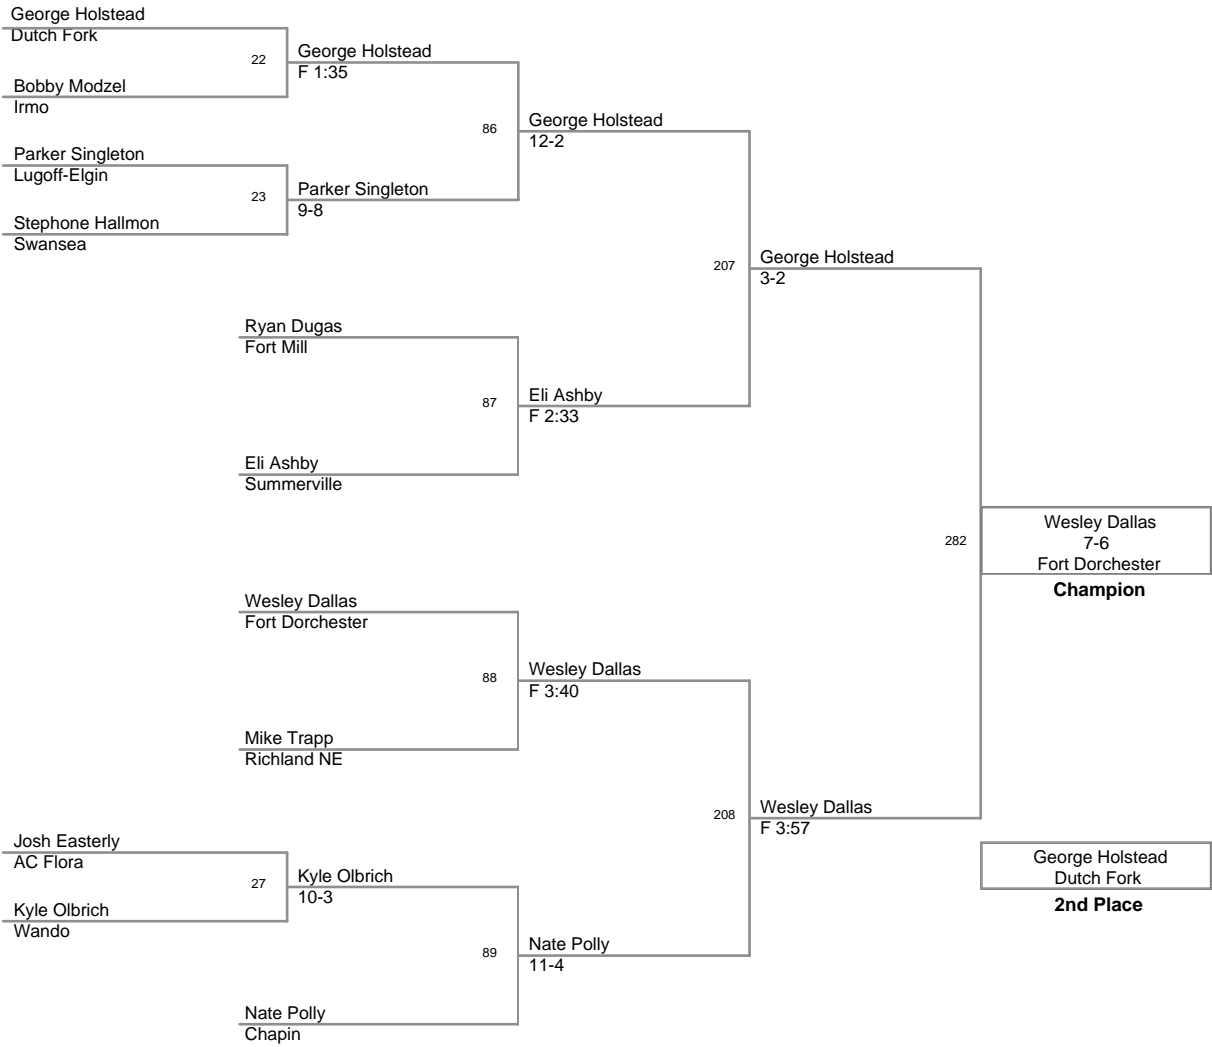 George Holstead
Dutch Fork
22
George Holstead
F 1:35
Bobby Modzel
Irmo
86
George Holstead
12-2
Parker Singleton
Lugoff-Elgin
23
Parker Singleton
9-8
Stephone Hallmon
Swansea
207
George Holstead
3-2
Ryan Dugas
Fort Mill
87
Eli Ashby
F 2:33
Eli Ashby
Summerville
282
Wesley Dallas
7-6
Fort Dorchester
Champion
Wesley Dallas
Fort Dorchester
88
Wesley Dallas
F 3:40
Mike Trapp
Richland NE
208
Wesley Dallas
F 3:57
Josh Easterly
AC Flora
27
Kyle Olbrich
10-3
Kyle Olbrich
Wando
89
Nate Polly
11-4
Nate Polly
Chapin
George Holstead
Dutch Fork
2nd Place